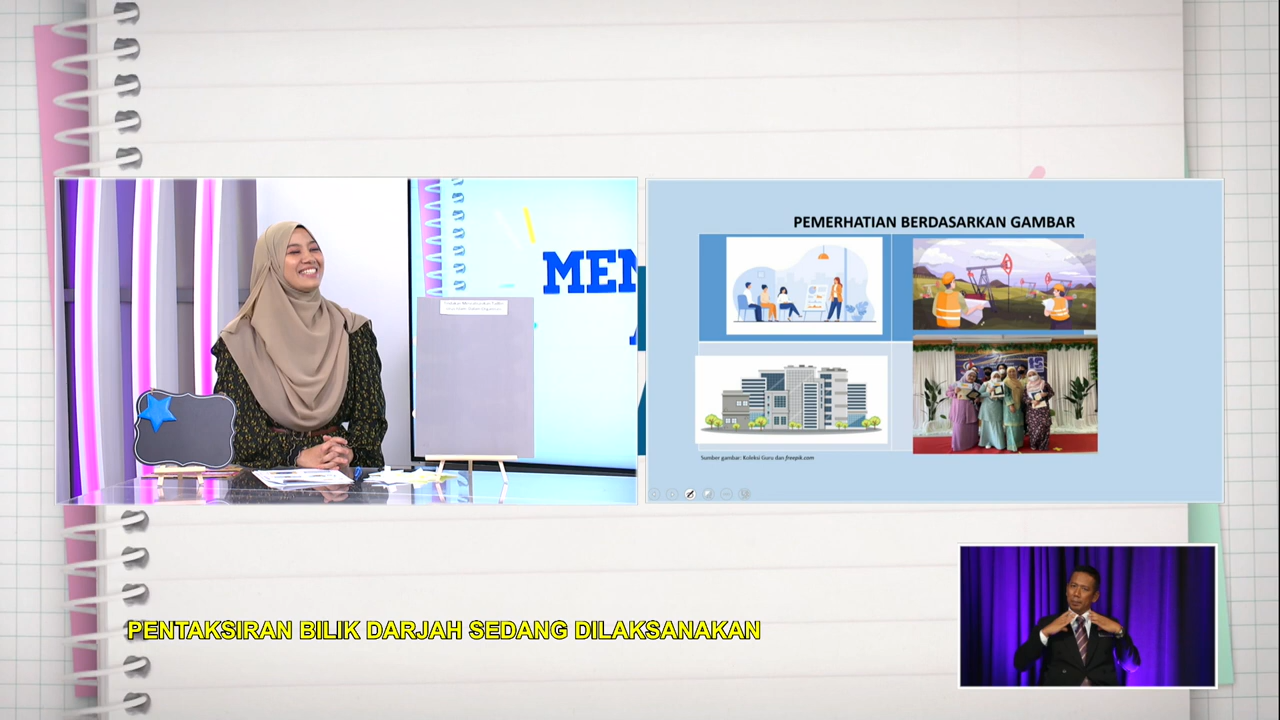 MEN
PEMERHATIAN BERDASARKAN GAMBAR
Sumber gambar: Koleksi Guru dan freepik.com
PENTAKSIRAN BILIK DARJAH SEDANG DILAKSANAKAN